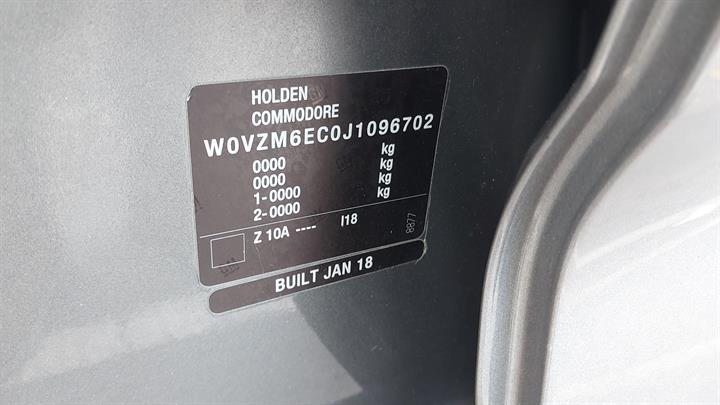 HOLDEN
COMMODORE
W0VZM6EC0J1096702
0000 kg
0000 kg
1-0000 kg
2-0000
Z 10A ---- I18
8877
BUILT JAN 18